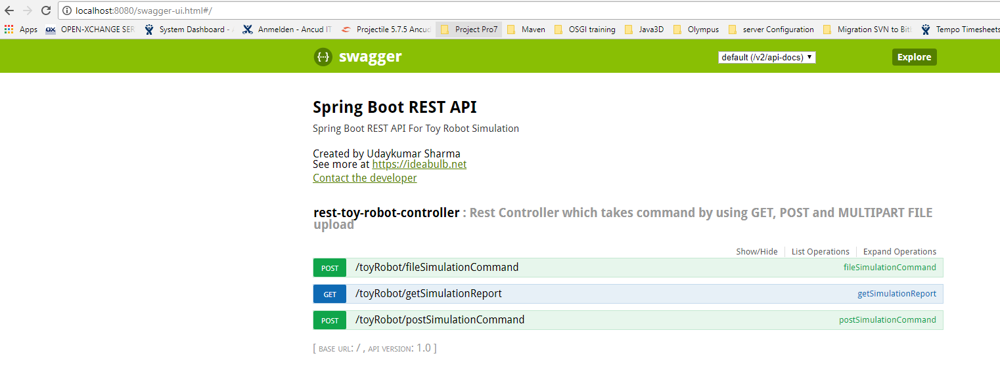 localhost:8080/swagger-ui.html#/
Apps OX OPEN-XCHANGE SER System Dashboard - Anmelden - Ancud IT Projectile 5.7.5 Ancud Project Pro7 Maven OSGI training Java3D Olympus server Configuration Migration SVN to Bit Tempo Timesheets
{··} swagger default (/v2/api-docs) Explore
Spring Boot REST API
Spring Boot REST API For Toy Robot Simulation
Created by Udaykumar Sharma
See more at https://ideabulb.net
Contact the developer
rest-toy-robot-controller : Rest Controller which takes command by using GET, POST and MULTIPART FILE
upload
Show/Hide List Operations Expand Operations
POST /toyRobot/fileSimulationCommand fileSimulationCommand
GET /toyRobot/getSimulationReport getSimulationReport
POST /toyRobot/postSimulationCommand postSimulationCommand
[ BASE URL: / , API VERSION: 1.0 ]